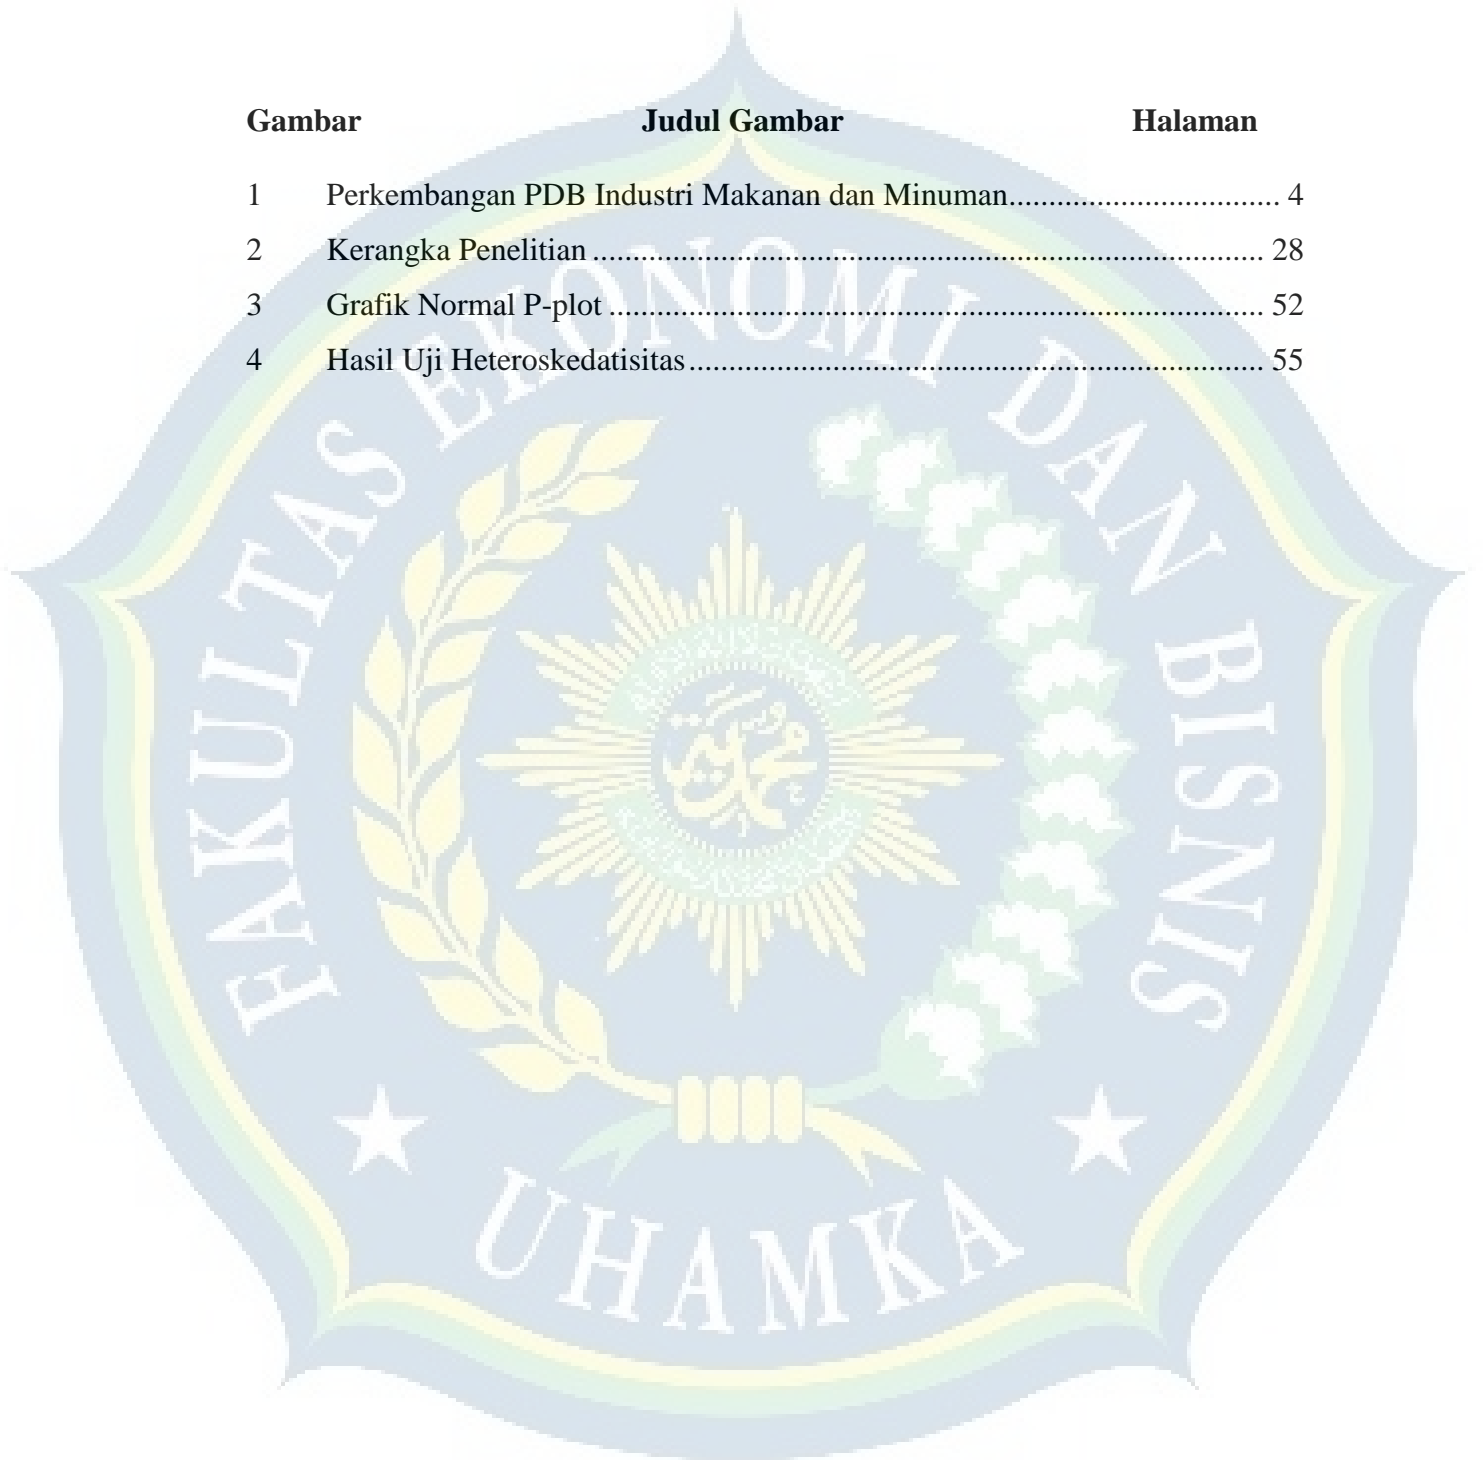 Gambar Judul Gambar Halaman
1 Perkembangan PDB Industri Makanan dan Minuman.................................. 4
2 Kerangka Penelitian .................................................................................... 28
3 Grafik Normal P-plot .................................................................................. 52
4 Hasil Uji Heteroskedatisitas........................................................................ 55
FAKULTAS EKONOMI DAN BISNIS
محمد
UHAMKA